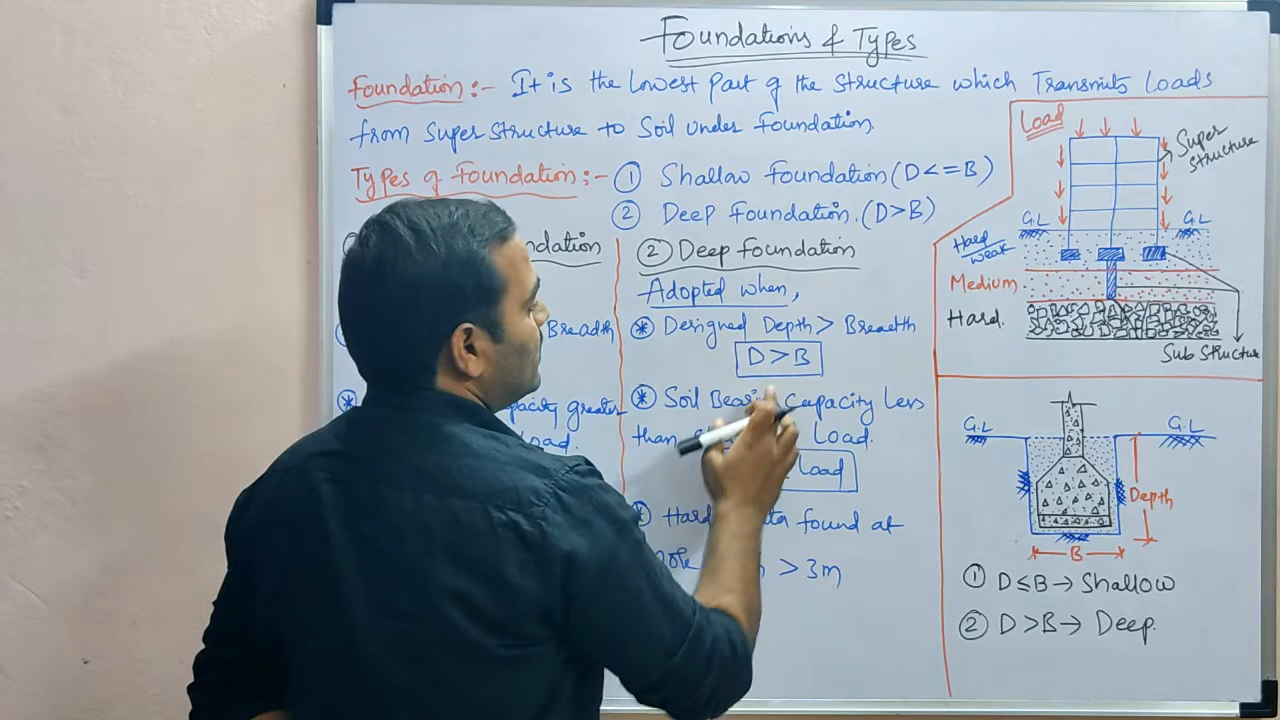 Foundations & Types
Foundation :- It is the Lowest Part of the Structure which Transmits Loads
from Super Structure to Soil under Foundation.
Types of Foundation :- ① Shallow Foundation (D <= B)
② Deep Foundation. (D > B)
ndation
Breadth
pacity greater
Load.
② Deep Foundation
Adopted when,
* Designed Depth > Breadth
D > B
* Soil Bearing Capacity Less
than Load.
Load
* Hard found at
> 3m
Load
Super Structure
G.L G.L
Hard/weak
Medium
Hard.
Sub Structure
G.L G.L
Depth
B
① D ≤ B → Shallow
② D > B → Deep.